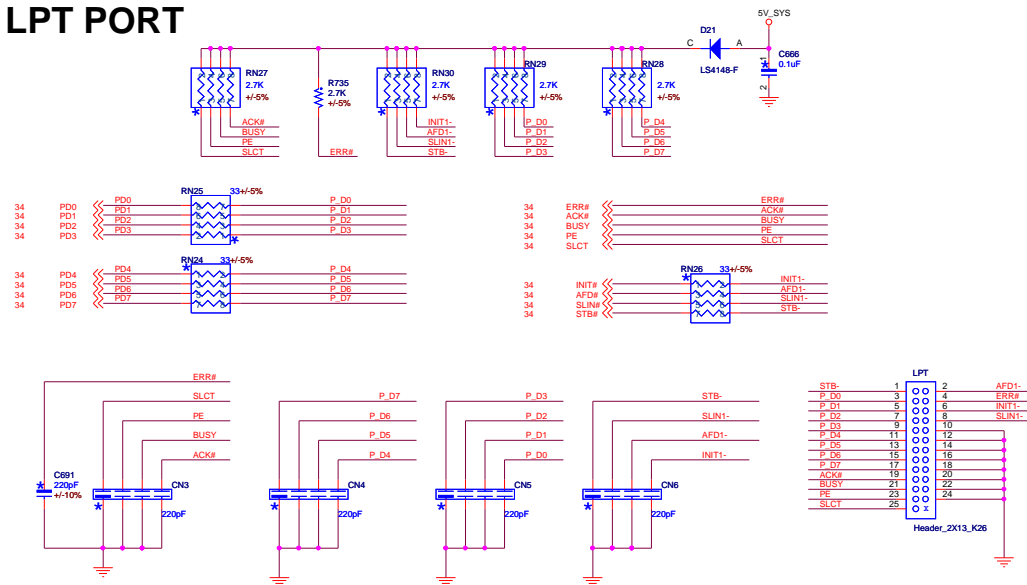 LPT PORT
5V_SYS
D21
C A
LS4148-F
C666
0.1uF
1
2
RN27
2.7K
+/-5%
R735
2.7K
+/-5%
RN30
2.7K
+/-5%
RN29
2.7K
+/-5%
RN28
2.7K
+/-5%
ACK#
BUSY
PE
SLCT
ERR#
INIT1-
AFD1-
SLIN1-
STB-
P_D0
P_D1
P_D2
P_D3
P_D4
P_D5
P_D6
P_D7
RN25 33+/-5%
34 PD0 PD0 P_D0
34 PD1 PD1 P_D1
34 PD2 PD2 P_D2
34 PD3 PD3 P_D3
RN24 33+/-5%
34 PD4 PD4 P_D4
34 PD5 PD5 P_D5
34 PD6 PD6 P_D6
34 PD7 PD7 P_D7
34 ERR# ERR#
34 ACK# ACK#
34 BUSY BUSY
34 PE PE
34 SLCT SLCT
RN26 33+/-5%
34 INIT# INIT1-
34 AFD# AFD1-
34 SLIN# SLIN1-
34 STB# STB-
ERR#
SLCT
PE
BUSY
ACK#
C691
220pF
+/-10%
CN3
220pF
P_D7
P_D6
P_D5
P_D4
CN4
220pF
P_D3
P_D2
P_D1
P_D0
CN5
220pF
STB-
SLIN1-
AFD1-
INIT1-
CN6
220pF
LPT
STB- 1 2 AFD1-
P_D0 3 4 ERR#
P_D1 5 6 INIT1-
P_D2 7 8 SLIN1-
P_D3 9 10
P_D4 11 12
P_D5 13 14
P_D6 15 16
P_D7 17 18
ACK# 19 20
BUSY 21 22
PE 23 24
SLCT 25 x
Header_2X13_K26